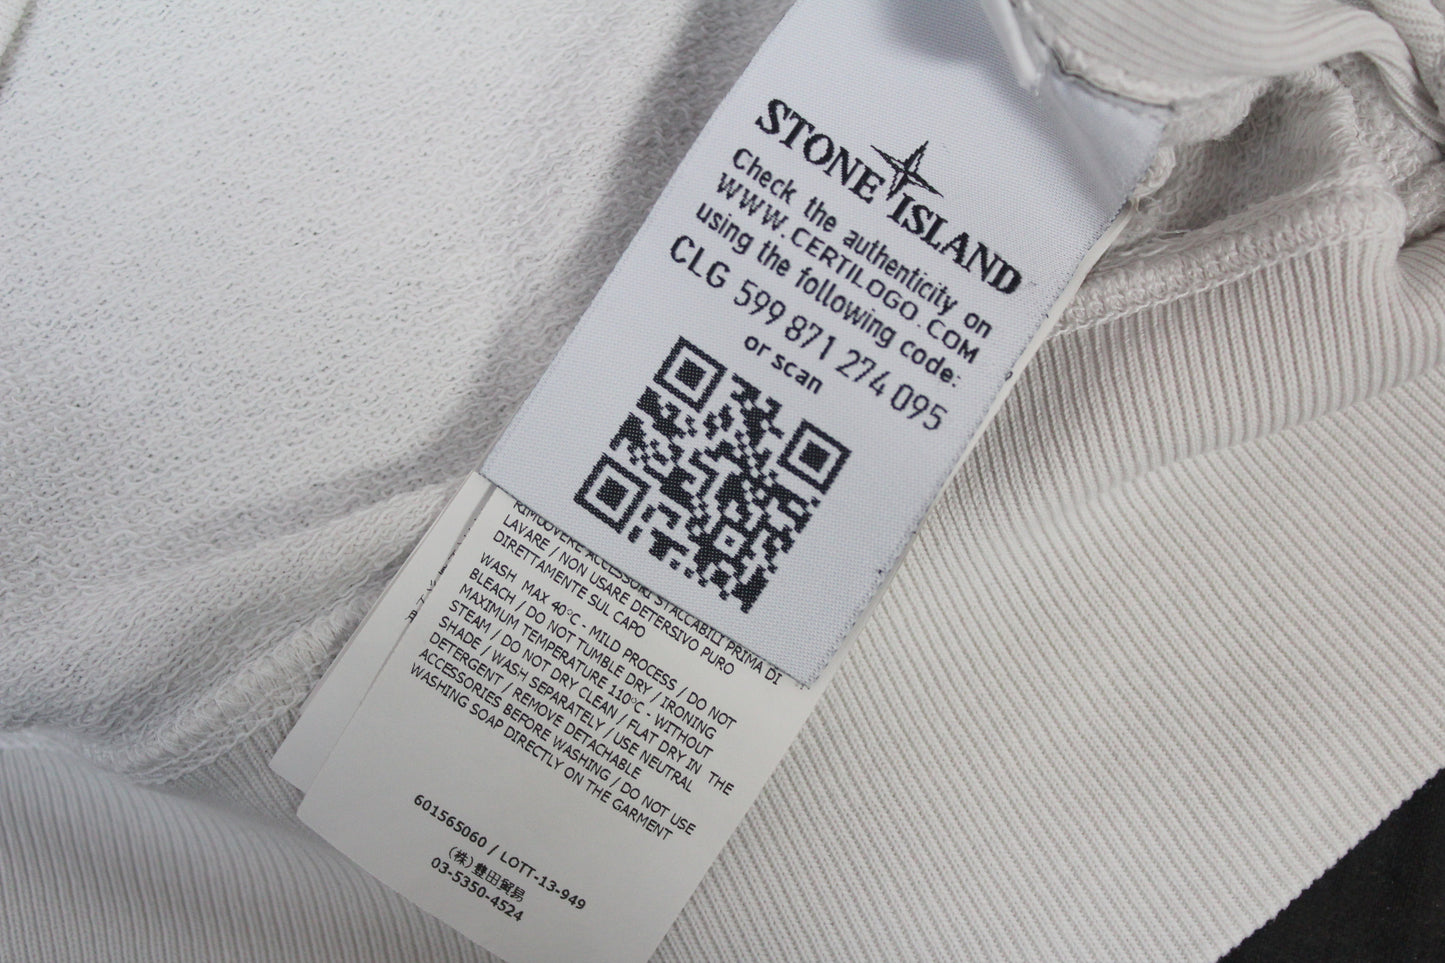 STONE ISLAND
Check the authenticity on
WWW.CERTILOGO.COM
using the following code:
CLG 599 871 274 095
or scan
RIMUOVERE ACCESSORI STACCABILI PRIMA DI
LAVARE / NON USARE DETERSIVO PURO
DIRETTAMENTE SUL CAPO
WASH MAX 40°C - MILD PROCESS / DO NOT
BLEACH / DO NOT TUMBLE DRY / IRONING
MAXIMUM TEMPERATURE 110°C - WITHOUT
STEAM / DO NOT DRY CLEAN / FLAT DRY IN THE
SHADE / WASH SEPARATELY / USE NEUTRAL
DETERGENT / REMOVE DETACHABLE
ACCESSORIES BEFORE WASHING / DO NOT USE
WASHING SOAP DIRECTLY ON THE GARMENT
601565060 / LOTT-13-949
(株)豊田貿易
03-5350-4524